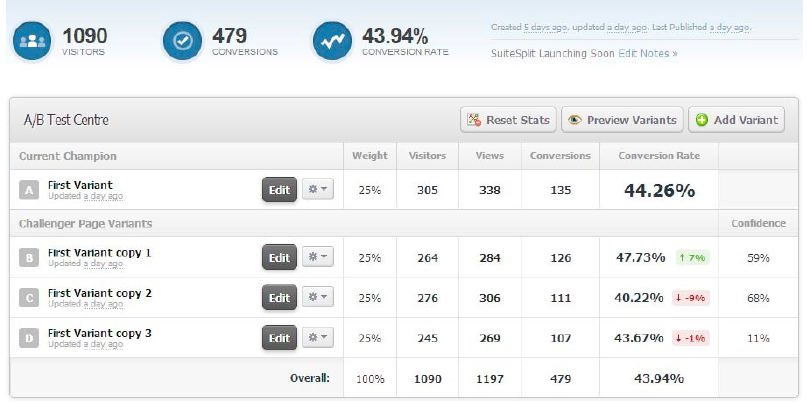 1090
VISITORS
479
CONVERSIONS
43.94%
CONVERSION RATE
Created 5 days ago, updated a day ago. Last Published a day ago.
SuiteSplit Launching Soon Edit Notes »
A/B Test Centre
Reset Stats Preview Variants Add Variant
Current Champion Weight Visitors Views Conversions Conversion Rate
A First Variant Edit 25% 305 338 135 44.26%
Updated a day ago
Challenger Page Variants Confidence
B First Variant copy 1 Edit 25% 264 284 126 47.73% ↑ 7% 59%
Updated a day ago
C First Variant copy 2 Edit 25% 276 306 111 40.22% ↓ -9% 68%
Updated a day ago
D First Variant copy 3 Edit 25% 245 269 107 43.67% ↓ -1% 11%
Updated a day ago
Overall: 100% 1090 1197 479 43.94%